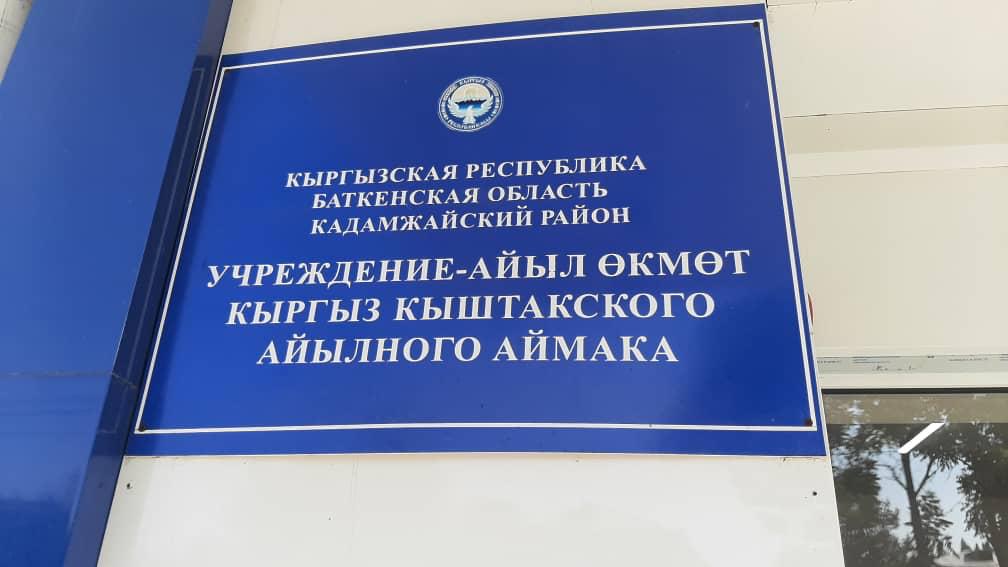 КЫРГЫЗСКАЯ РЕСПУБЛИКА
БАТКЕНСКАЯ ОБЛАСТЬ
КАДАМЖАЙСКИЙ РАЙОН
УЧРЕЖДЕНИЕ-АЙЫЛ ӨКМӨТ
КЫРГЫЗ КЫШТАКСКОГО
АЙЫЛНОГО АЙМАКА